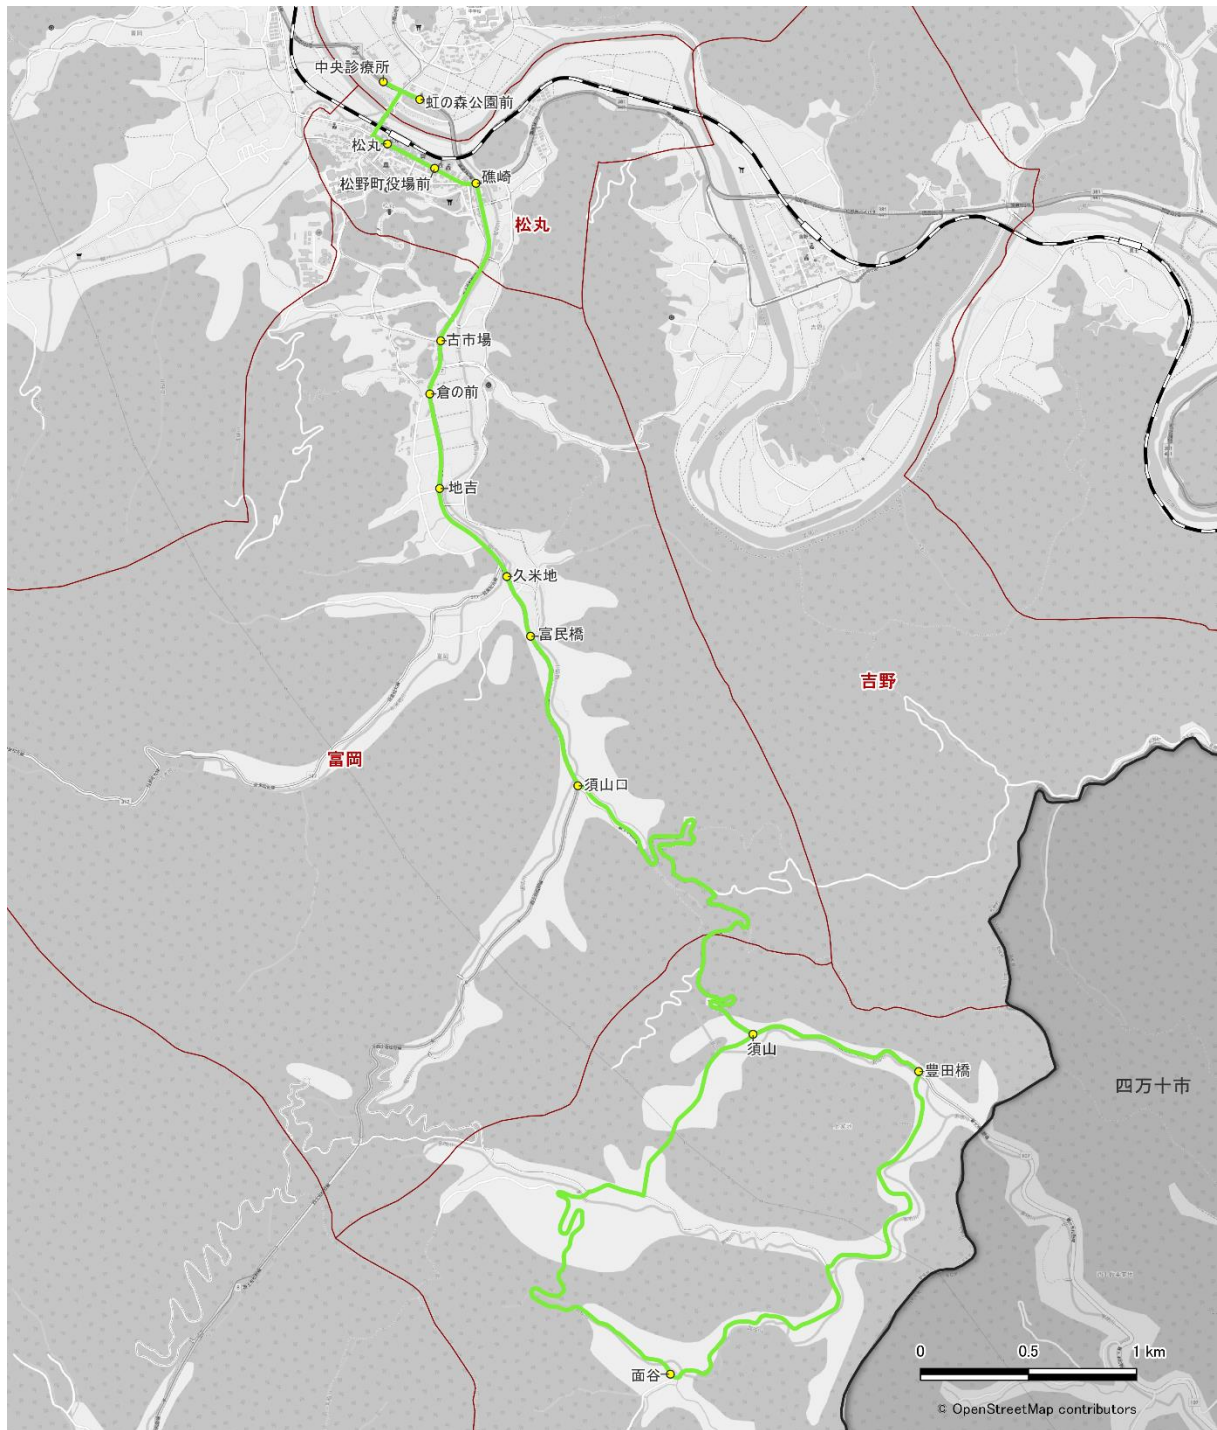 中央診療所
虹の森公園前
松丸
松野町役場前
礁崎
松丸
古市場
倉の前
地吉
久米地
富民橋
吉野
富岡
須山口
須山
豊田橋
四万十市
面谷
0 0.5 1 km
© OpenStreetMap contributors